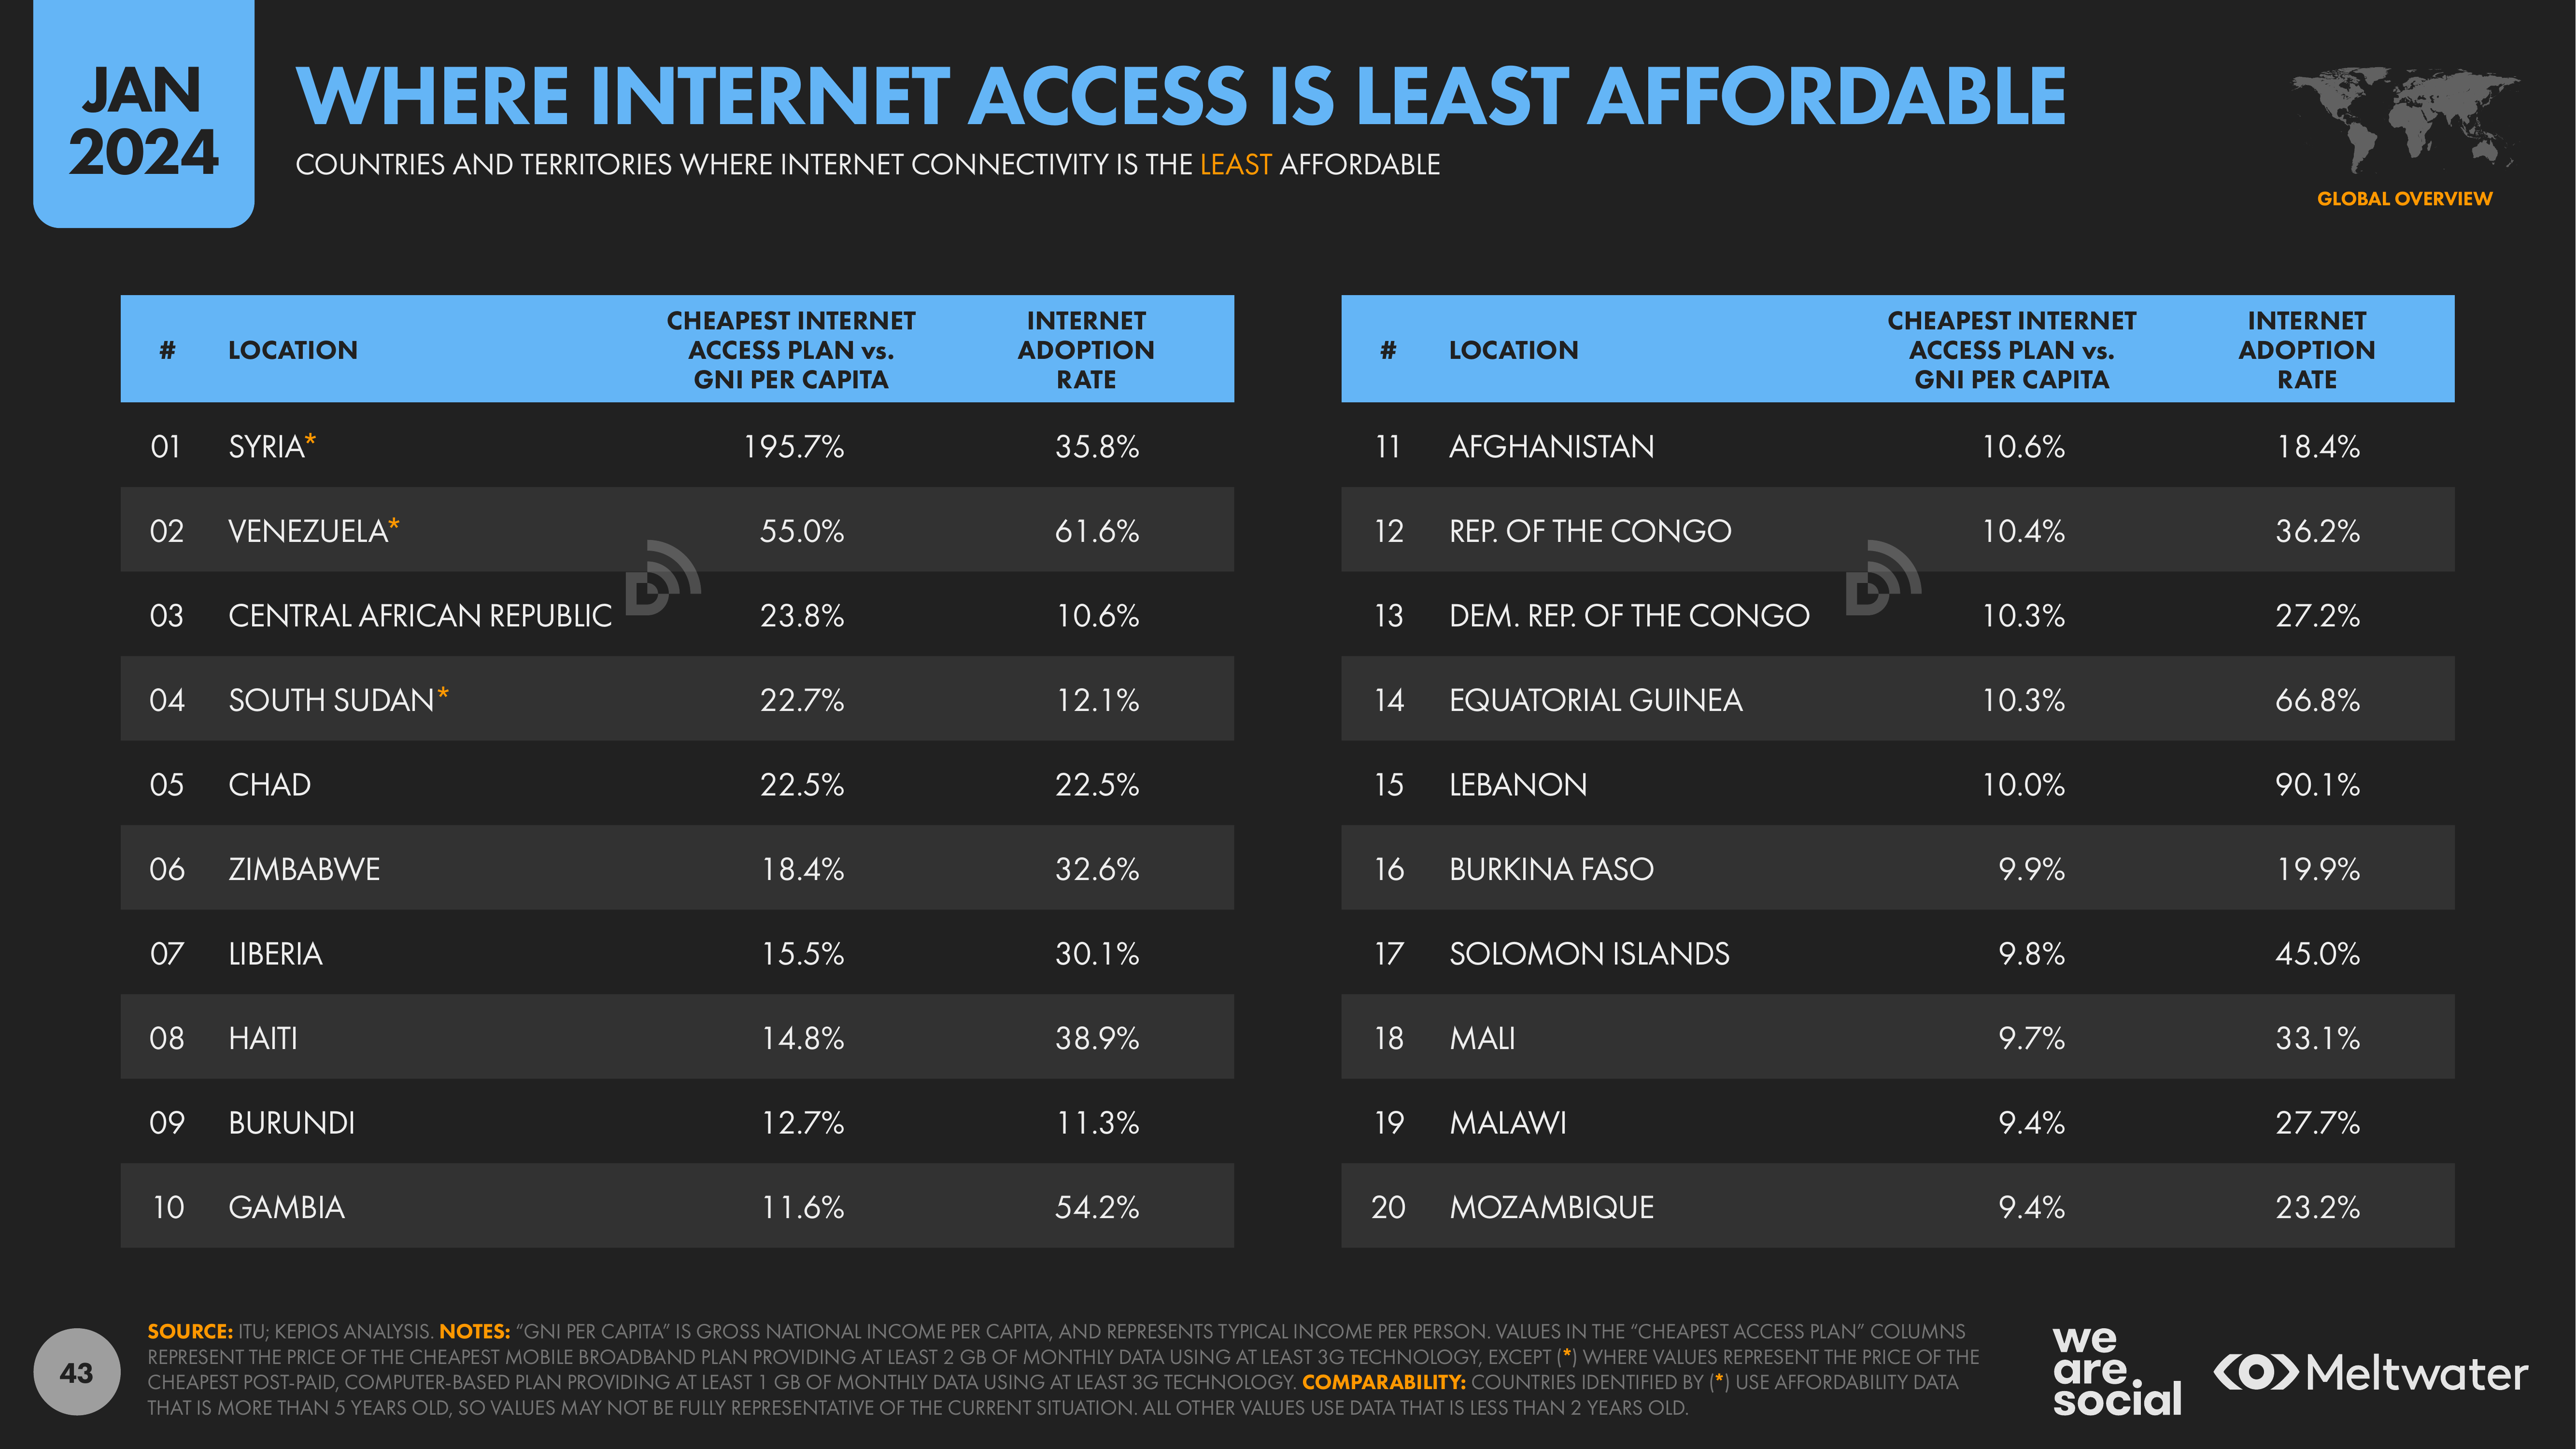 JAN
2024
WHERE INTERNET ACCESS IS LEAST AFFORDABLE
COUNTRIES AND TERRITORIES WHERE INTERNET CONNECTIVITY IS THE LEAST AFFORDABLE
GLOBAL OVERVIEW
# LOCATION CHEAPEST INTERNET ACCESS PLAN vs. GNI PER CAPITA INTERNET ADOPTION RATE
01 SYRIA* 195.7% 35.8%
02 VENEZUELA* 55.0% 61.6%
03 CENTRAL AFRICAN REPUBLIC 23.8% 10.6%
04 SOUTH SUDAN* 22.7% 12.1%
05 CHAD 22.5% 22.5%
06 ZIMBABWE 18.4% 32.6%
07 LIBERIA 15.5% 30.1%
08 HAITI 14.8% 38.9%
09 BURUNDI 12.7% 11.3%
10 GAMBIA 11.6% 54.2%
# LOCATION CHEAPEST INTERNET ACCESS PLAN vs. GNI PER CAPITA INTERNET ADOPTION RATE
11 AFGHANISTAN 10.6% 18.4%
12 REP. OF THE CONGO 10.4% 36.2%
13 DEM. REP. OF THE CONGO 10.3% 27.2%
14 EQUATORIAL GUINEA 10.3% 66.8%
15 LEBANON 10.0% 90.1%
16 BURKINA FASO 9.9% 19.9%
17 SOLOMON ISLANDS 9.8% 45.0%
18 MALI 9.7% 33.1%
19 MALAWI 9.4% 27.7%
20 MOZAMBIQUE 9.4% 23.2%
43
SOURCE: ITU; KEPIOS ANALYSIS. NOTES: “GNI PER CAPITA” IS GROSS NATIONAL INCOME PER CAPITA, AND REPRESENTS TYPICAL INCOME PER PERSON. VALUES IN THE “CHEAPEST ACCESS PLAN” COLUMNS
REPRESENT THE PRICE OF THE CHEAPEST MOBILE BROADBAND PLAN PROVIDING AT LEAST 2 GB OF MONTHLY DATA USING AT LEAST 3G TECHNOLOGY, EXCEPT (*) WHERE VALUES REPRESENT THE PRICE OF THE
CHEAPEST POST-PAID, COMPUTER-BASED PLAN PROVIDING AT LEAST 1 GB OF MONTHLY DATA USING AT LEAST 3G TECHNOLOGY. COMPARABILITY: COUNTRIES IDENTIFIED BY (*) USE AFFORDABILITY DATA
THAT IS MORE THAN 5 YEARS OLD, SO VALUES MAY NOT BE FULLY REPRESENTATIVE OF THE CURRENT SITUATION. ALL OTHER VALUES USE DATA THAT IS LESS THAN 2 YEARS OLD.
we
are
social
Meltwater